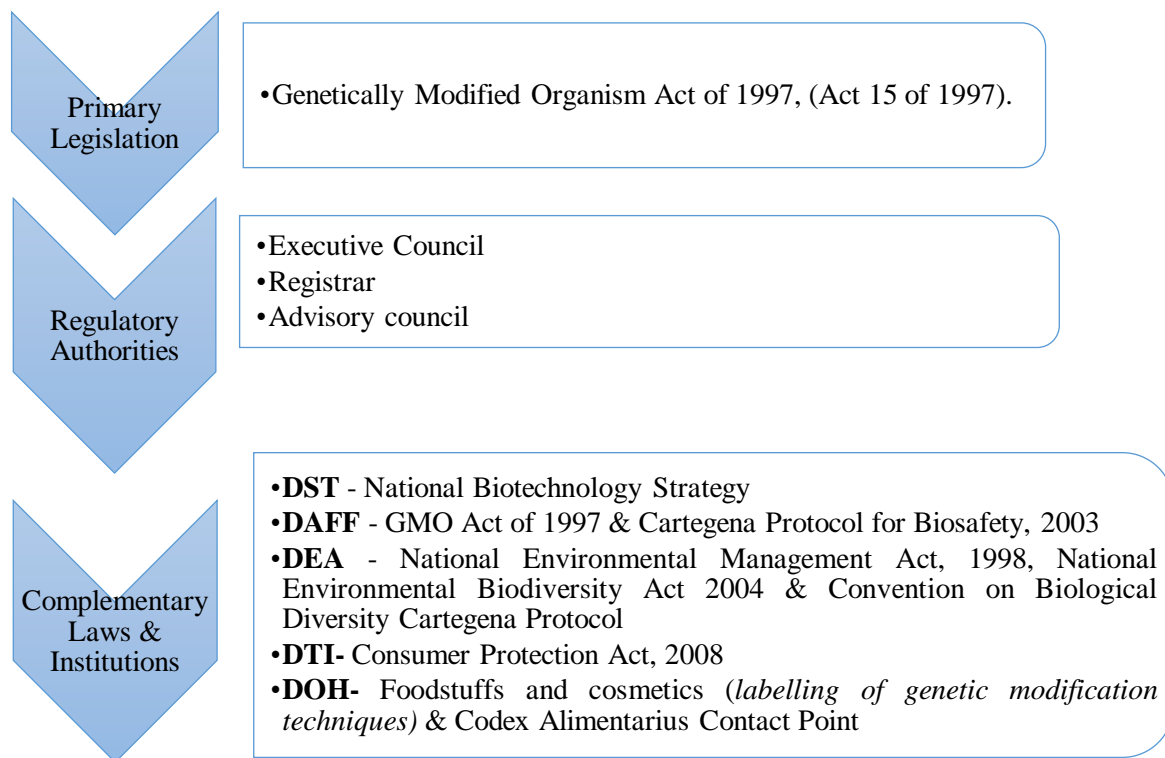 Primary
Legislation
•Genetically Modified Organism Act of 1997, (Act 15 of 1997).
Regulatory
Authorities
•Executive Council
•Registrar
•Advisory council
Complementary
Laws &
Institutions
•DST - National Biotechnology Strategy
•DAFF - GMO Act of 1997 & Cartegena Protocol for Biosafety, 2003
•DEA - National Environmental Management Act, 1998, National
Environmental Biodiversity Act 2004 & Convention on Biological
Diversity Cartegena Protocol
•DTI- Consumer Protection Act, 2008
•DOH- Foodstuffs and cosmetics (labelling of genetic modification
techniques) & Codex Alimentarius Contact Point